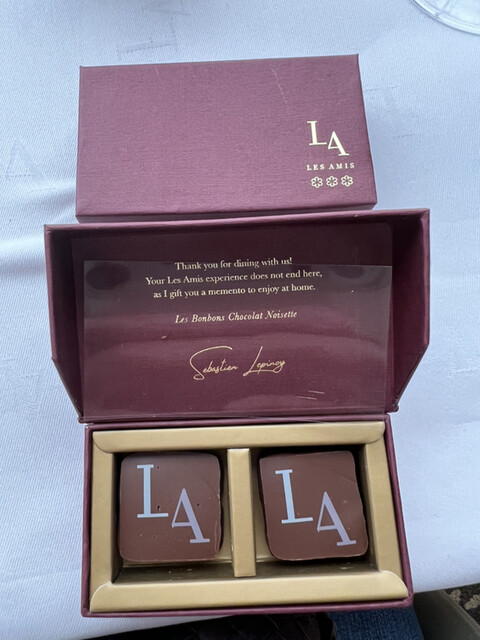 LA
LES AMIS
Thank you for dining with us!
Your Les Amis experience does not end here,
as I gift you a memento to enjoy at home.
Les Bonbons Chocolat Noisette
Sebastien Lepinoy
LA
LA